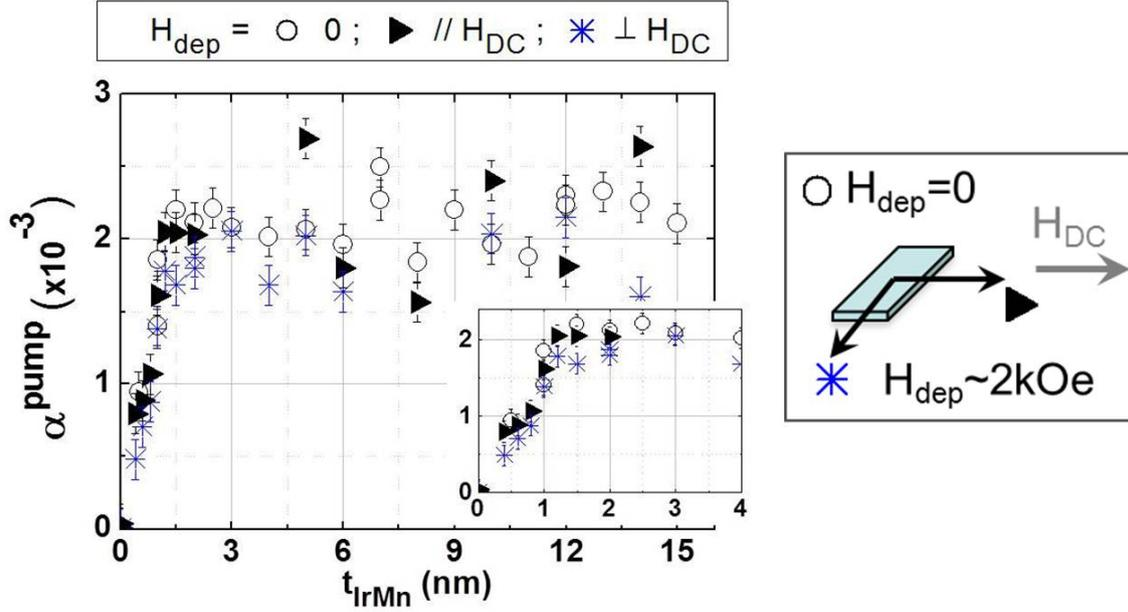 H_dep = ○ 0 ; ▶ // H_DC ; ✳ ⊥ H_DC
3
2
1
0
α^pump (x10^-3)
0 3 6 9 12 15
t_IrMn (nm)
2
1
0
0 1 2 3 4
○ H_dep=0
H_DC
▶
✳ H_dep~2kOe